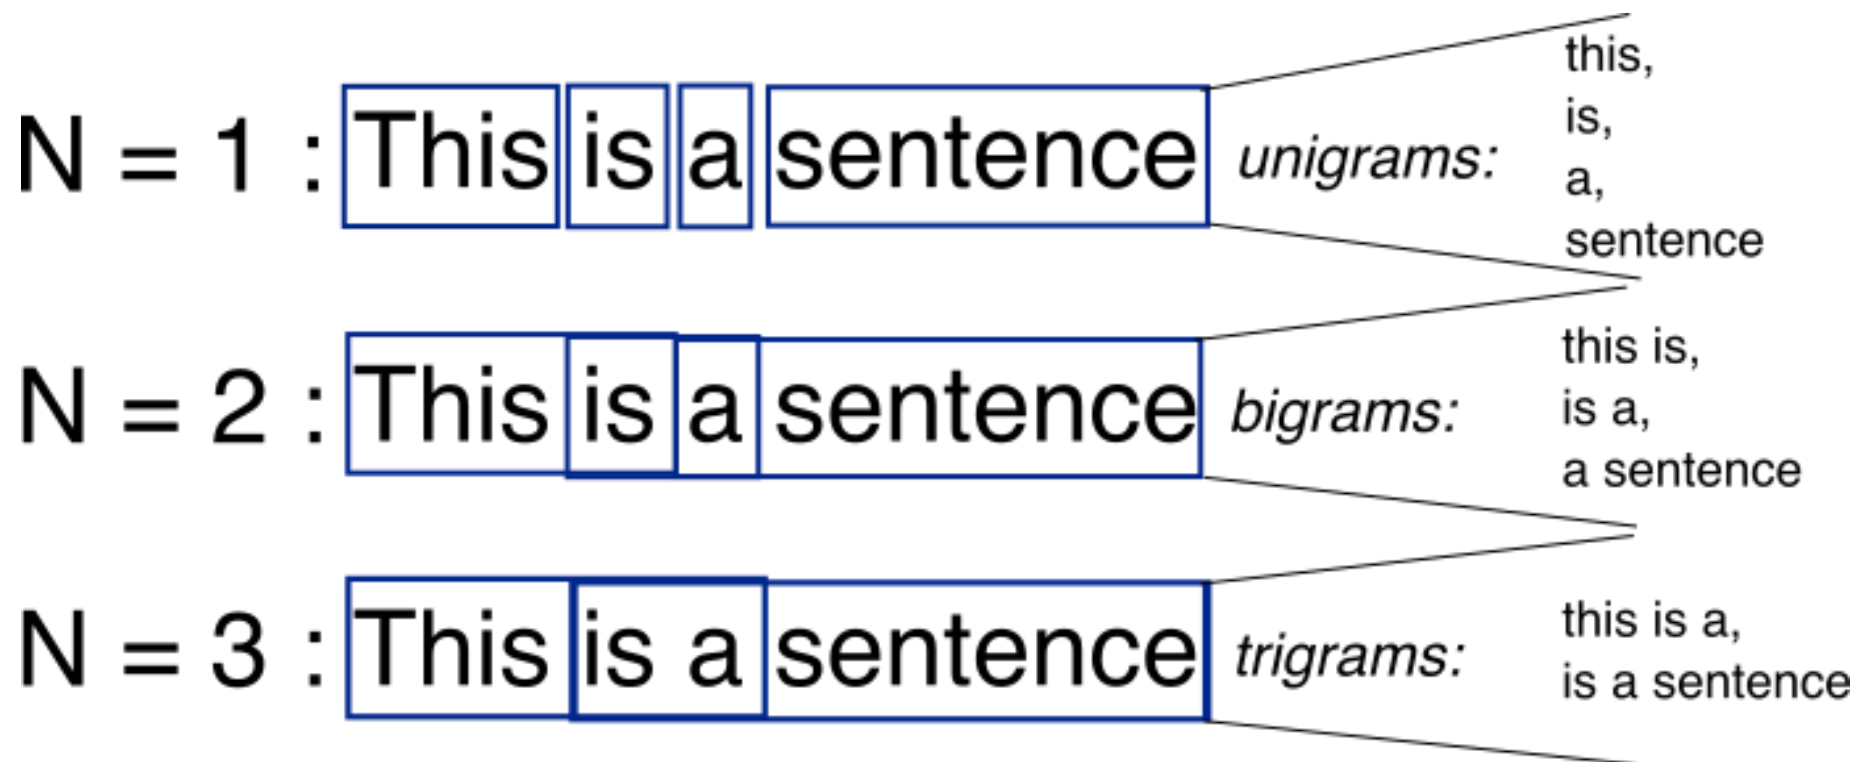 N = 1 : This is a sentence unigrams:
this,
is,
a,
sentence
N = 2 : This is a sentence bigrams:
this is,
is a,
a sentence
N = 3 : This is a sentence trigrams:
this is a,
is a sentence